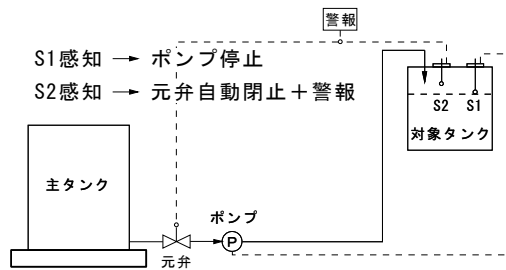 警報
S1感知 → ポンプ停止
S2感知 → 元弁自動閉止＋警報
S2 S1
対象タンク
主タンク
ポンプ
P
元弁